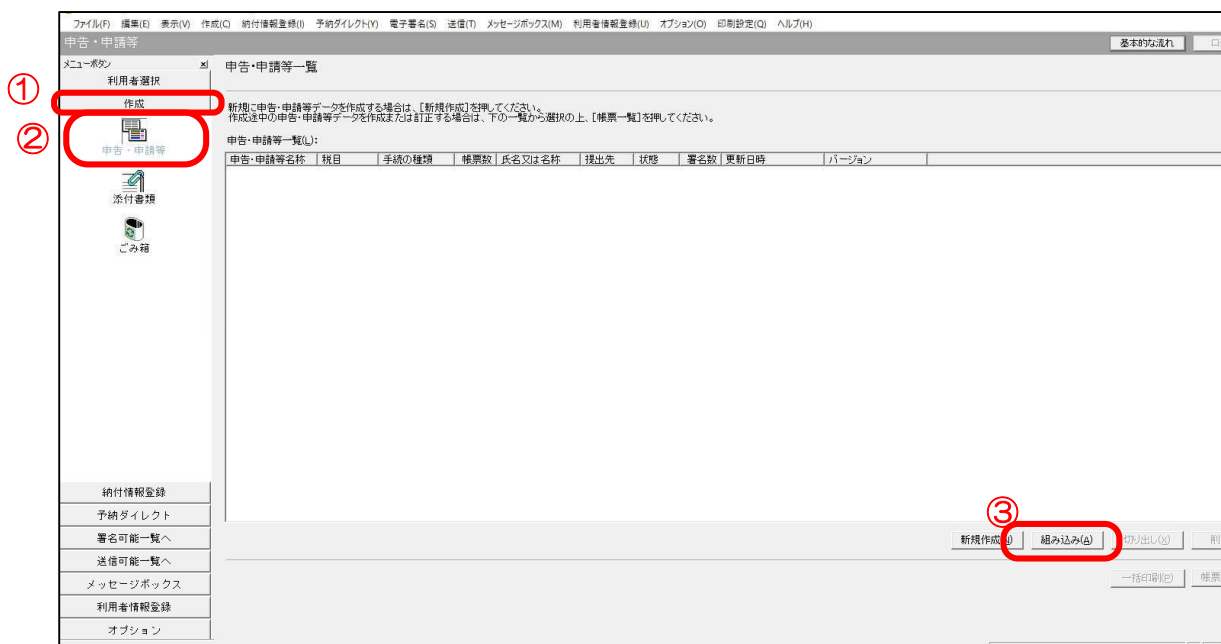 ファイル(F) 編集(E) 表示(V) 作成(C) 納付情報登録(I) 予納ダイレクト(Y) 電子署名(S) 送信(T) メッセージボックス(M) 利用者情報登録(U) オプション(O) 印刷設定(Q) ヘルプ(H)
申告・申請等
基本的な流れ
メニューボタン
申告・申請等一覧
利用者選択
①
作成
新規に申告・申請等データを作成する場合は、[新規作成]を押してください。
作成途中の申告・申請等データを作成または訂正する場合は、下の一覧から選択の上、[帳票一覧]を押してください。
②
申告・申請等
申告・申請等一覧(L):
申告・申請等名称 税目 手続の種類 帳票数 氏名又は名称 提出先 状態 署名数 更新日時 バージョン
添付書類
ごみ箱
納付情報登録
予納ダイレクト
③
署名可能一覧へ
新規作成(N) 組み込み(A) 切り出し(X) 削
送信可能一覧へ
メッセージボックス
一括印刷(P) 帳票
利用者情報登録
オプション